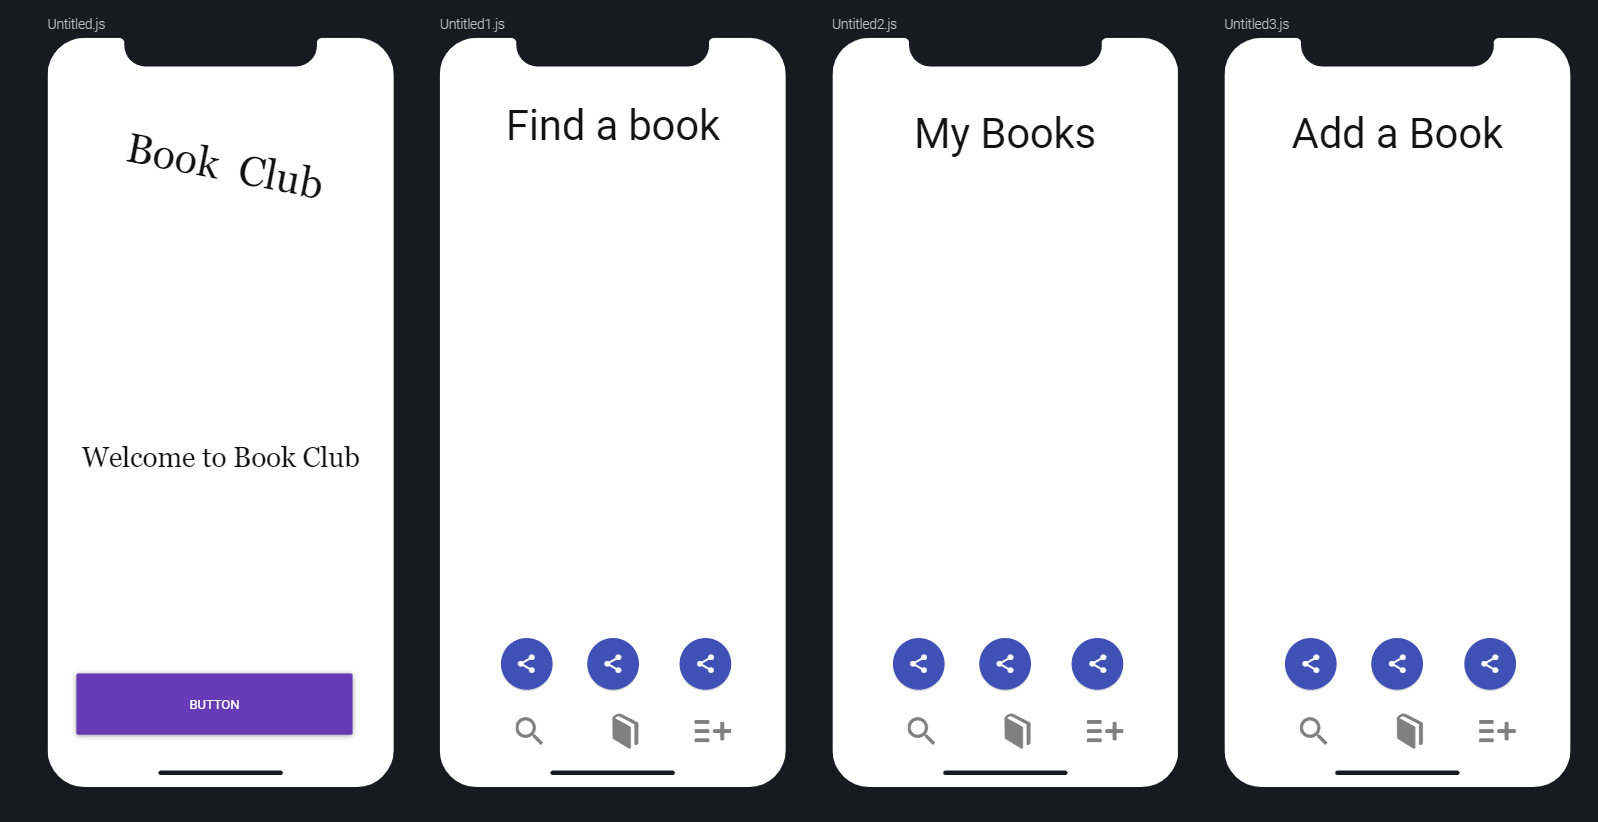 Untitled.js
Book Club
Welcome to Book Club
BUTTON
Untitled1.js
Find a book
Untitled2.js
My Books
Untitled3.js
Add a Book